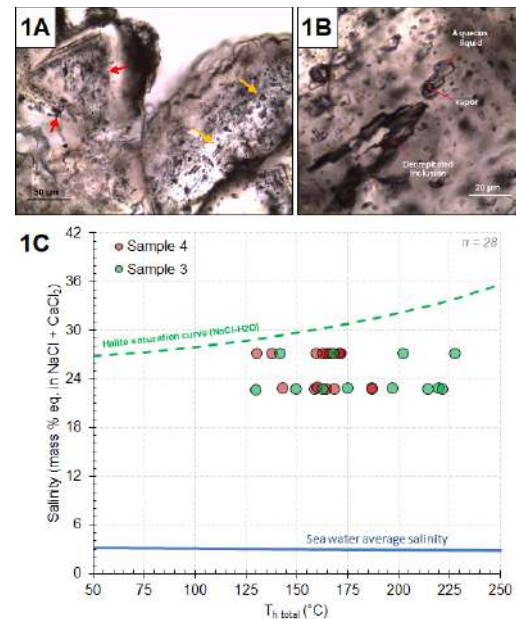 1A
50 µm
1B
Aqueous
liquid
vapor
Decrepitated
inclusion
20 µm
1C
n = 28
Sample 4
Sample 3
Halite saturation curve (NaCl-H2O)
Sea water average salinity
Salinity (mass % eq. in NaCl + CaCl₂)
42
36
30
24
18
12
6
0
50 75 100 125 150 175 200 225 250
T h total (°C)